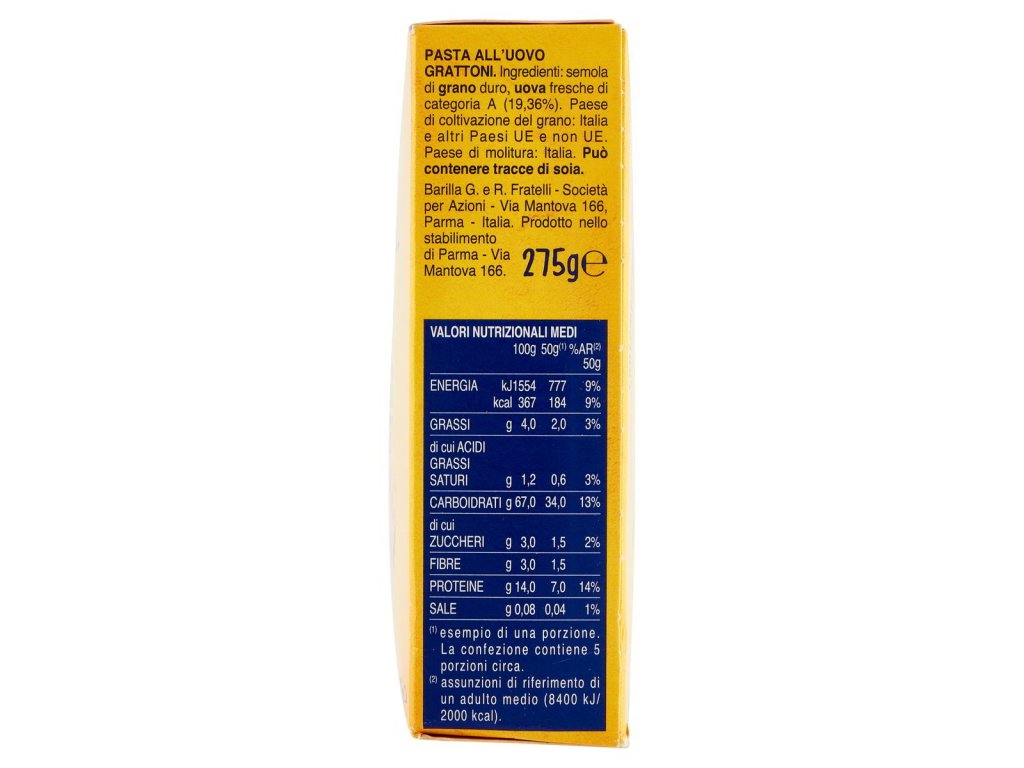 PASTA ALL'UOVO
GRATTONI. Ingredienti: semola
di grano duro, uova fresche di
categoria A (19,36%). Paese
di coltivazione del grano: Italia
e altri Paesi UE e non UE.
Paese di molitura: Italia. Può
contenere tracce di soia.
Barilla G. e R. Fratelli - Società
per Azioni - Via Mantova 166,
Parma - Italia. Prodotto nello
stabilimento
di Parma - Via
Mantova 166. 275g℮
VALORI NUTRIZIONALI MEDI
100g 50g(1) %AR(2)
50g
ENERGIA kJ1554 777 9%
kcal 367 184 9%
GRASSI g 4,0 2,0 3%
di cui ACIDI
GRASSI
SATURI g 1,2 0,6 3%
CARBOIDRATI g 67,0 34,0 13%
di cui
ZUCCHERI g 3,0 1,5 2%
FIBRE g 3,0 1,5
PROTEINE g 14,0 7,0 14%
SALE g 0,08 0,04 1%
(1) esempio di una porzione.
La confezione contiene 5
porzioni circa.
(2) assunzioni di riferimento di
un adulto medio (8400 kJ/
2000 kcal).